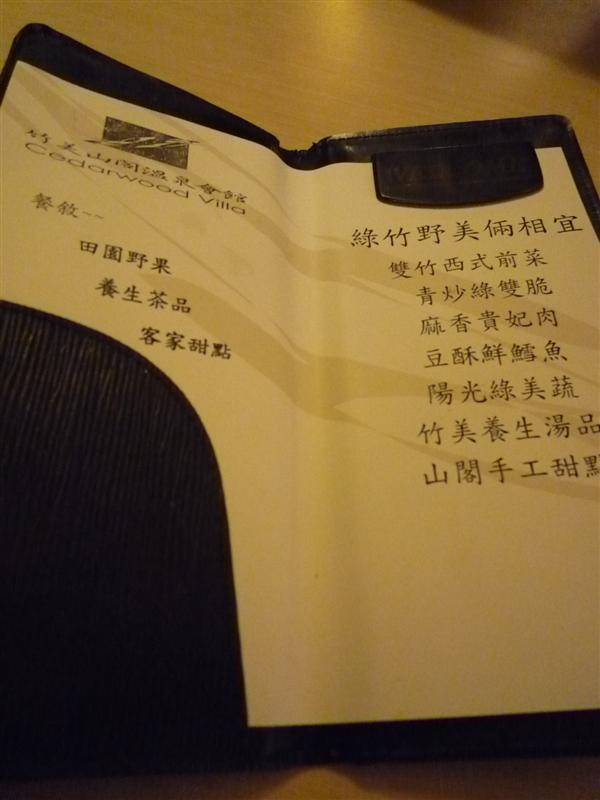 竹美山閣溫泉會館
Cedarwood Villa
餐敘~~
田園野果
養生茶品
客家甜點
綠竹野美倆相宜
雙竹西式前菜
青炒綠雙脆
麻香貴妃肉
豆酥鮮鱈魚
陽光綠美蔬
竹美養生湯品
山閣手工甜點